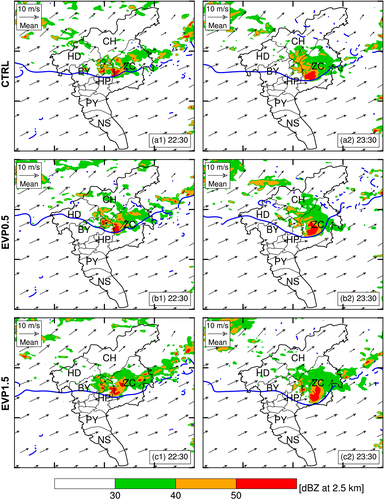 CTRL
10 m/s
Mean
CH
HD
ZC
BY
HP
PY
NS
(a1) 22:30
10 m/s
Mean
CH
HD
ZC
BY
HP
PY
NS
(a2) 23:30
EVP0.5
10 m/s
Mean
CH
HD
ZC
BY
HP
PY
NS
(b1) 22:30
10 m/s
Mean
CH
HD
ZC
BY
HP
PY
NS
(b2) 23:30
EVP1.5
10 m/s
Mean
CH
HD
ZC
BY
HP
PY
NS
(c1) 22:30
10 m/s
Mean
CH
HD
ZC
BY
HP
PY
NS
(c2) 23:30
30 40 50 [dBZ at 2.5 km]